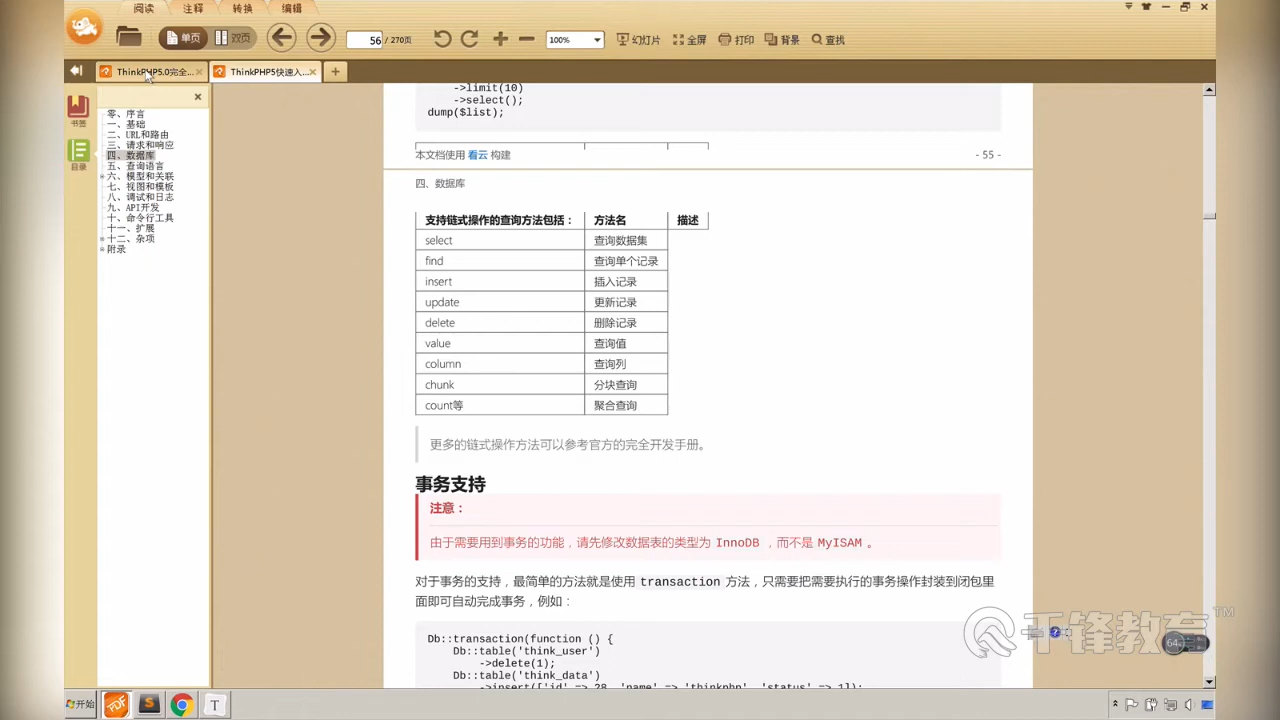 阅读 注释 转换 编辑
单页 双页 56 / 270页 100% 幻灯片 全屏 打印 背景 查找
ThinkPHP5.0完全... ThinkPHP5快速入...
书签
目录
零、序言
一、基础
二、URL和路由
三、请求和响应
四、数据库
五、查询语言
六、模型和关联
七、视图和模板
八、调试和日志
九、API开发
十、命令行工具
十一、扩展
十二、杂项
附录
->limit(10)
->select();
dump($list);
本文档使用 看云 构建 - 55 -
四、数据库
支持链式操作的查询方法包括： 方法名 描述
select 查询数据集
find 查询单个记录
insert 插入记录
update 更新记录
delete 删除记录
value 查询值
column 查询列
chunk 分块查询
count等 聚合查询
更多的链式操作方法可以参考官方的完全开发手册。
事务支持
注意：
由于需要用到事务的功能，请先修改数据表的类型为 InnoDB ，而不是 MyISAM 。
对于事务的支持，最简单的方法就是使用 transaction 方法，只需要把需要执行的事务操作封装到闭包里
面即可自动完成事务，例如：
Db::transaction(function () {
Db::table('think_user')
->delete(1);
Db::table('think_data')
->insert(['id' => 28, 'name' => 'thinkphp', 'status' => 1]);
千锋教育 TM
64
开始